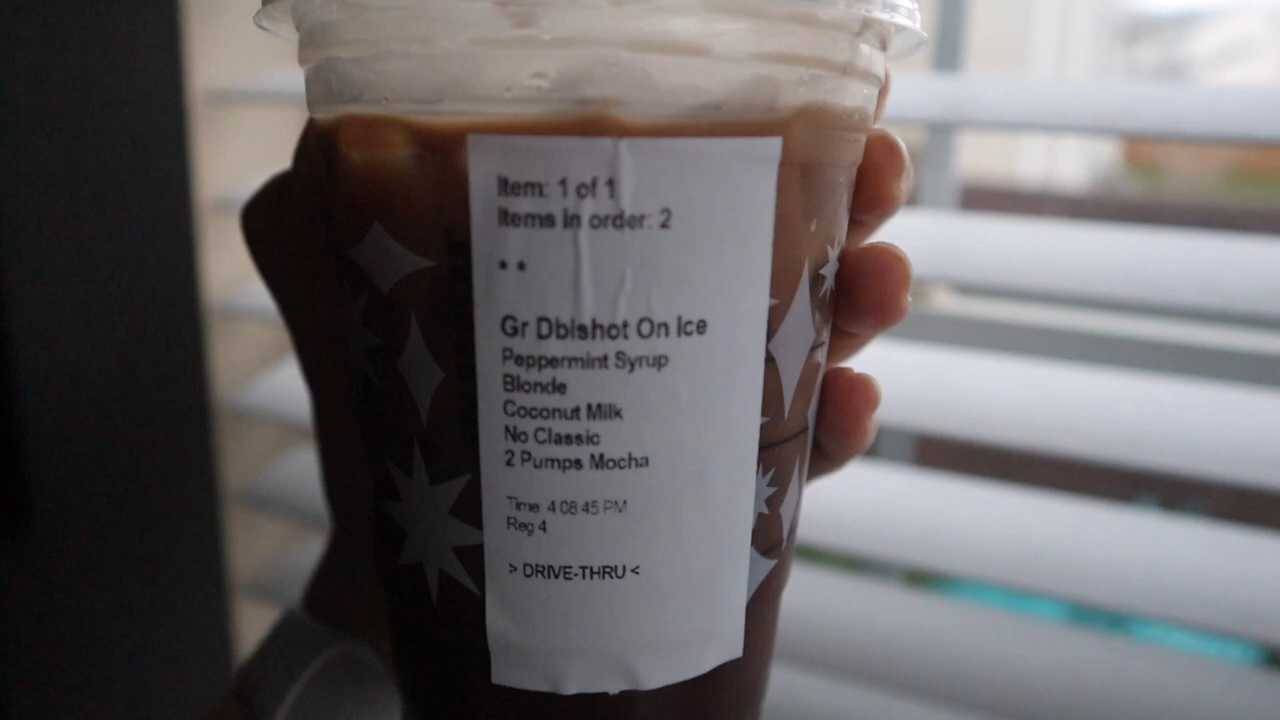 Item: 1 of 1
Items in order: 2
* *
Gr Dblshot On Ice
Peppermint Syrup
Blonde
Coconut Milk
No Classic
2 Pumps Mocha
Time: 4:08:45 PM
Reg 4
> DRIVE-THRU <